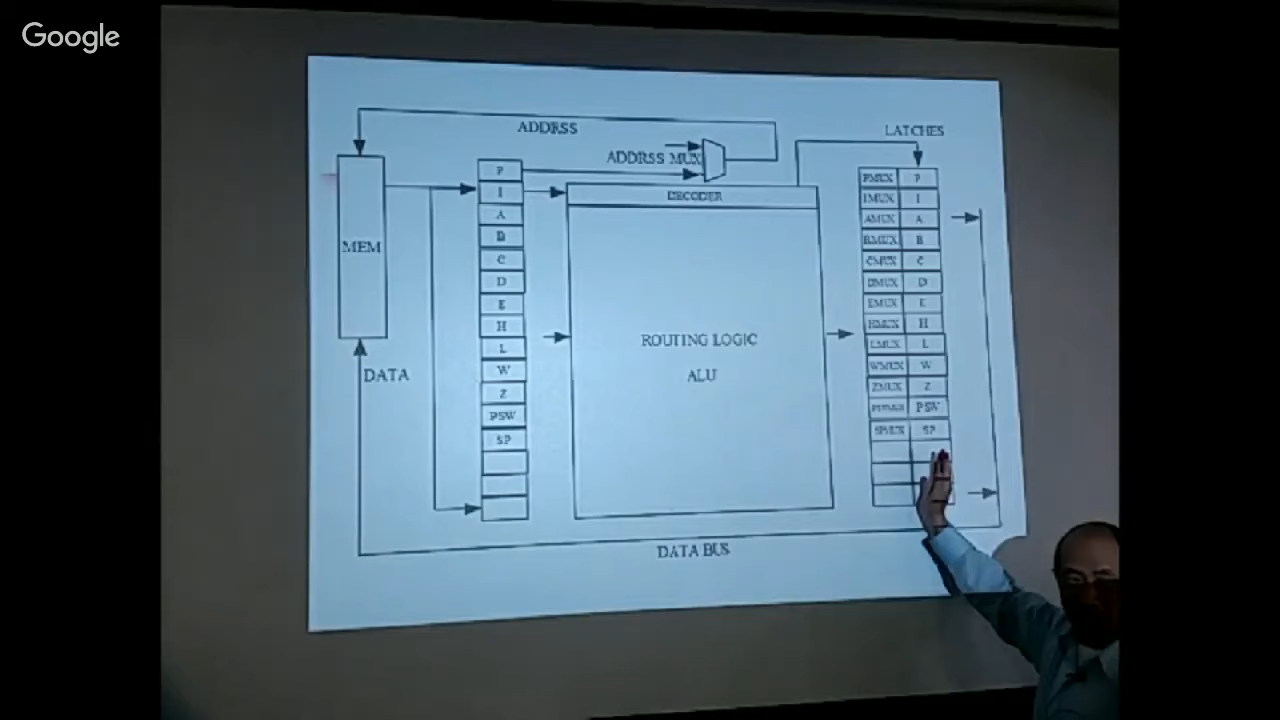 Google
ADDRSS
LATCHES
ADDRSS MUX
P
I
A
B
C
D
E
H
L
W
Z
PSW
SP
MEM
DATA
DECODER
ROUTING LOGIC
ALU
PMUX P
IMUX I
AMUX A
BMUX B
CMUX C
DMUX D
EMUX E
HMUX H
LMUX L
WMUX W
ZMUX Z
PSW
SPMUX SP
DATA BUS